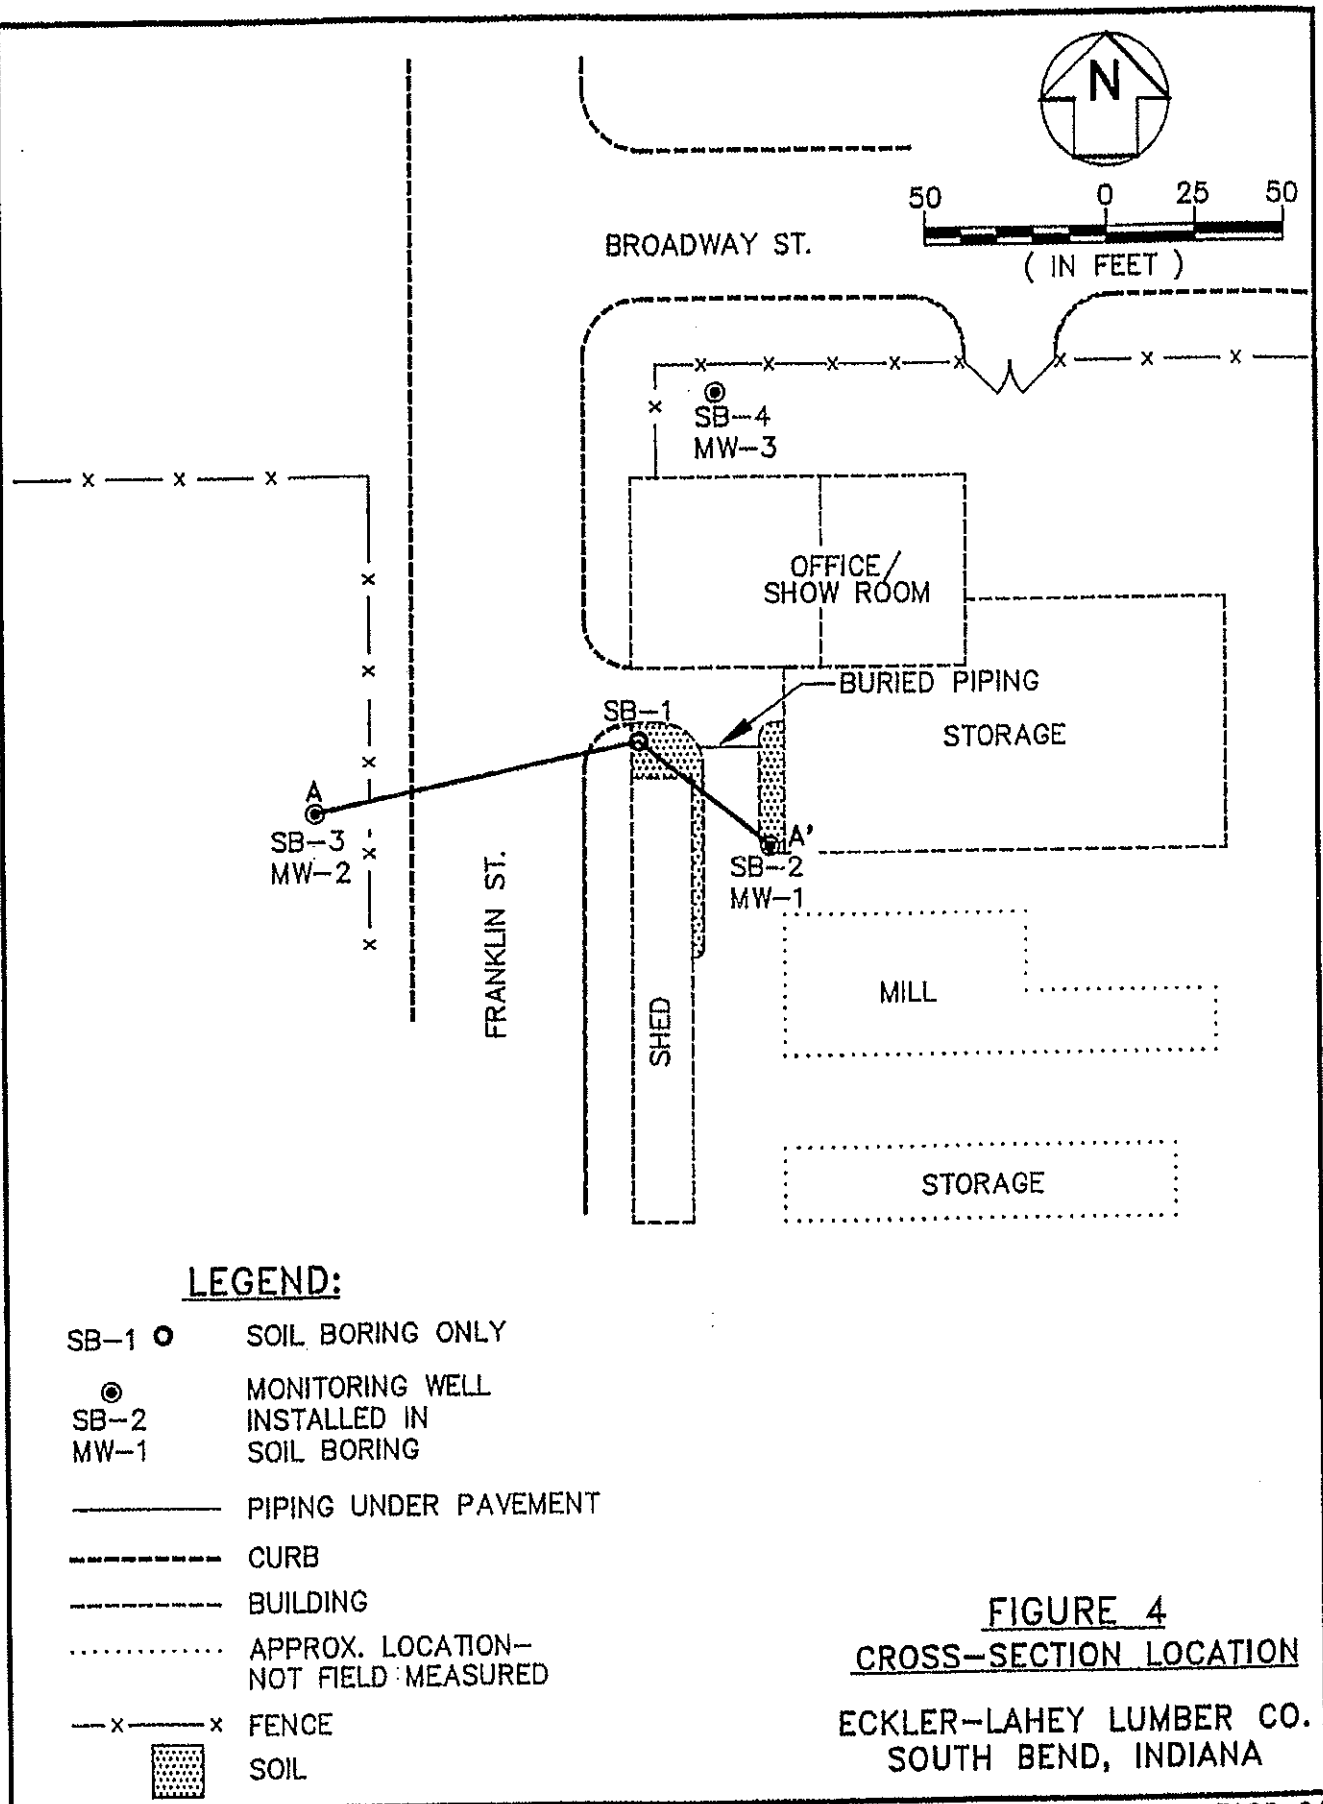 N
50 0 25 50
( IN FEET )
BROADWAY ST.
SB-4
MW-3
OFFICE/
SHOW ROOM
BURIED PIPING
SB-1
STORAGE
A
SB-3
MW-2
A'
SB-2
MW-1
FRANKLIN ST.
SHED
MILL
STORAGE
LEGEND:
SB-1 SOIL BORING ONLY
MONITORING WELL
SB-2 INSTALLED IN
MW-1 SOIL BORING
PIPING UNDER PAVEMENT
CURB
BUILDING
APPROX. LOCATION-
NOT FIELD MEASURED
FENCE
SOIL
FIGURE 4
CROSS-SECTION LOCATION
ECKLER-LAHEY LUMBER CO.
SOUTH BEND, INDIANA